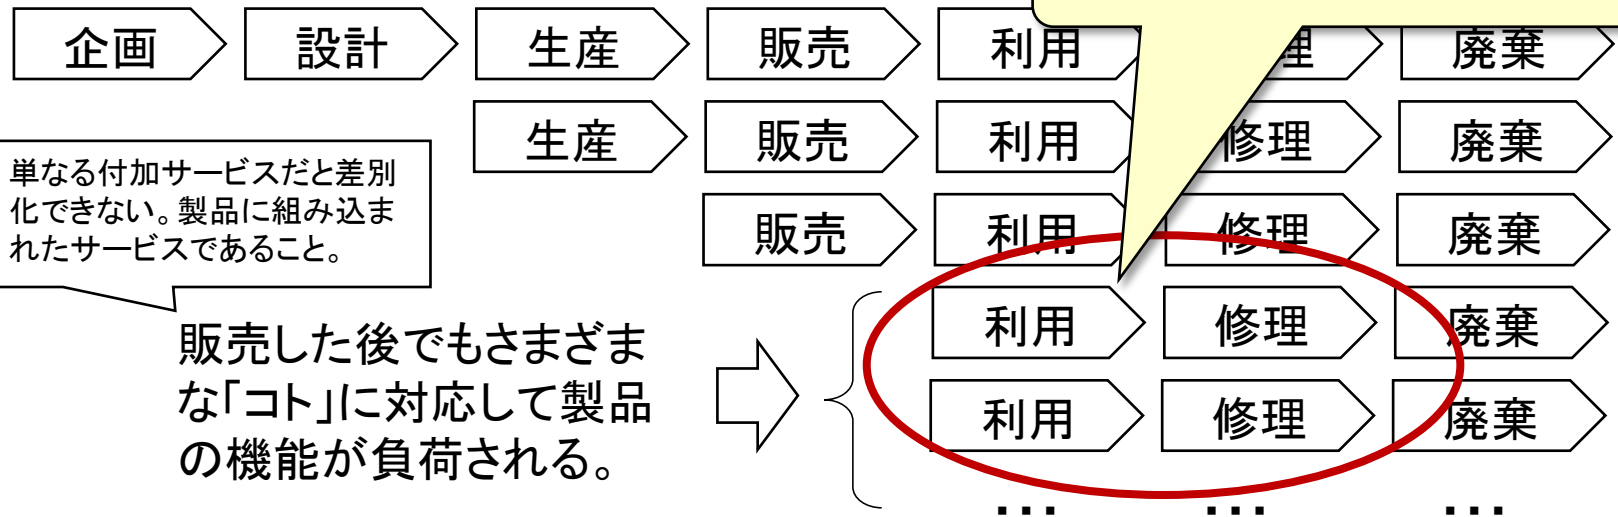 企画 設計 生産 販売 利用 理 廃棄
生産 販売 利用 修理 廃棄
単なる付加サービスだと差別
化できない。製品に組み込ま
れたサービスであること。
販売 利用 修理 廃棄
利用 修理 廃棄
販売した後でもさまざま
な「コト」に対応して製品
の機能が負荷される。
利用 修理 廃棄
… … …